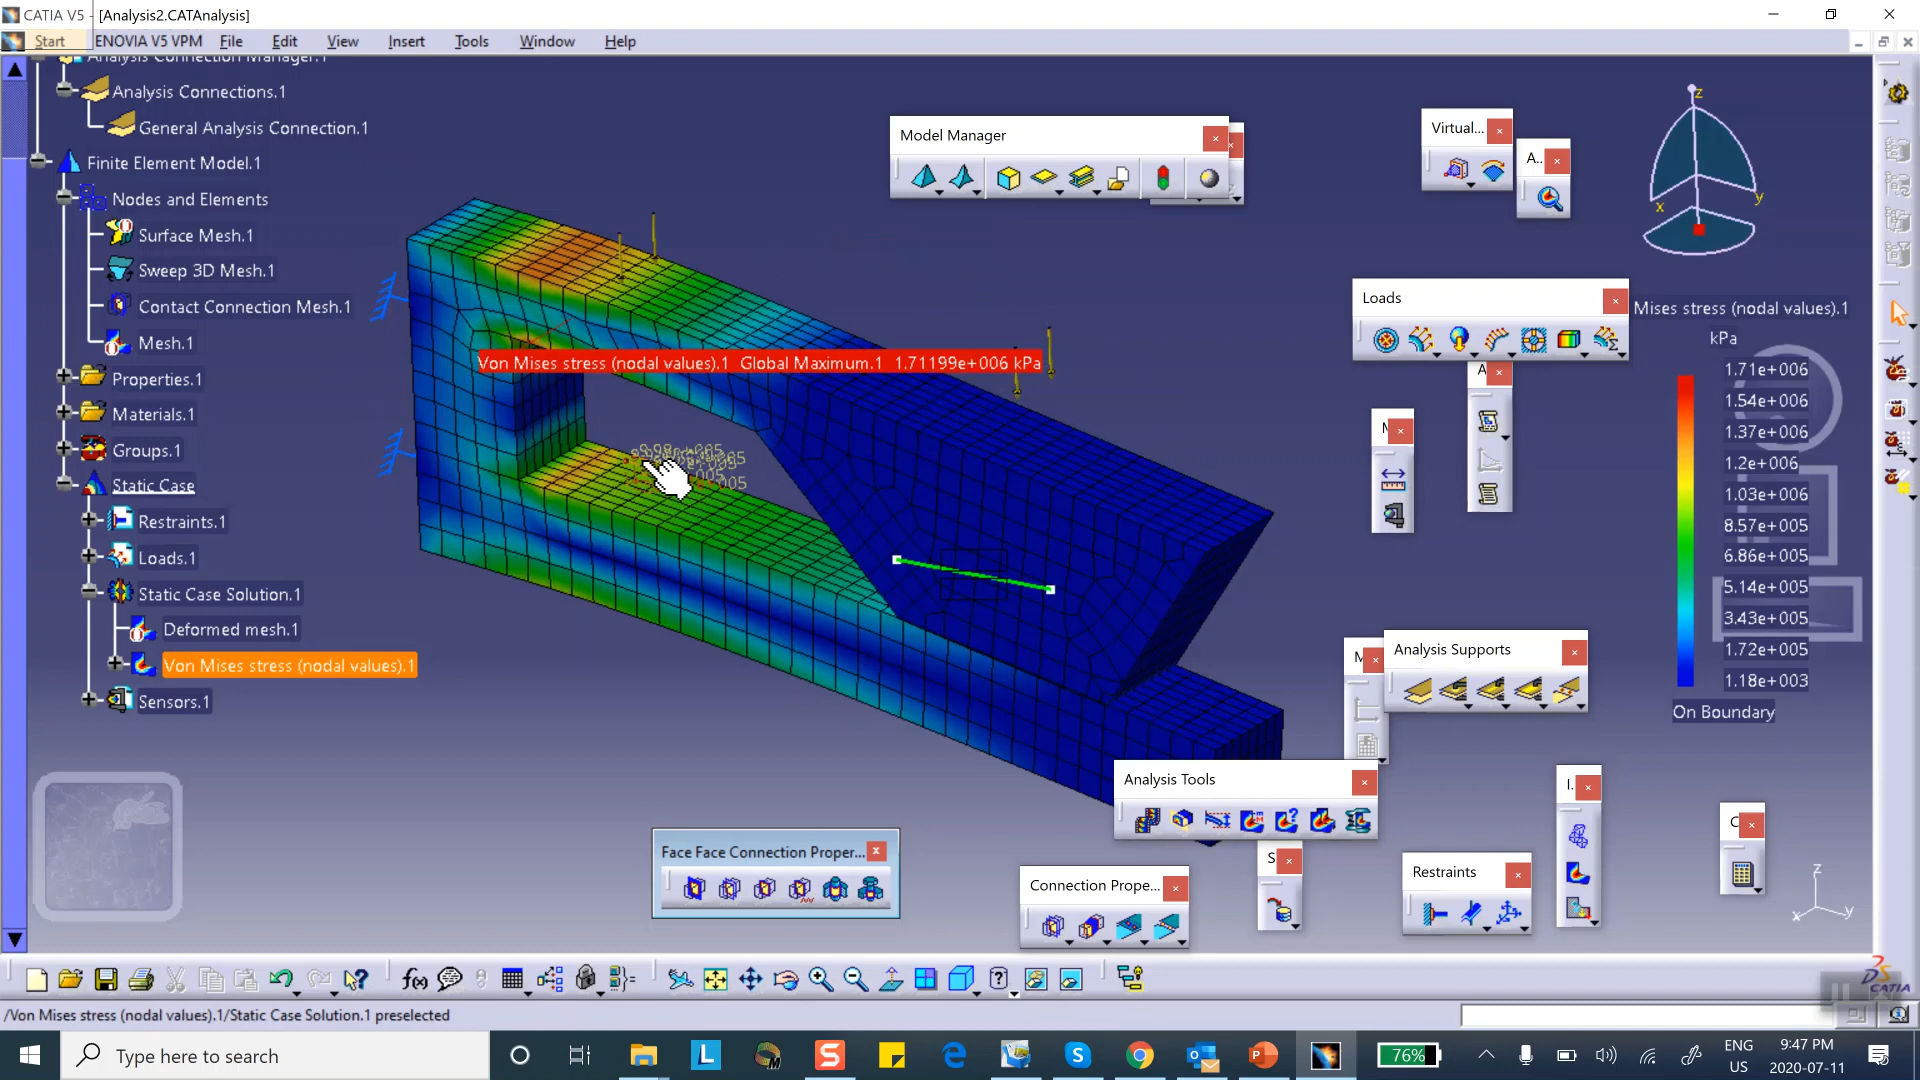 CATIA V5 - [Analysis2.CATAnalysis]
Start ENOVIA V5 VPM File Edit View Insert Tools Window Help
Analysis Connection Manager.1
Analysis Connections.1
General Analysis Connection.1
Finite Element Model.1
Nodes and Elements
Surface Mesh.1
Sweep 3D Mesh.1
Contact Connection Mesh.1
Mesh.1
Properties.1
Materials.1
Groups.1
Static Case
Restraints.1
Loads.1
Static Case Solution.1
Deformed mesh.1
Von Mises stress (nodal values).1
Sensors.1
Von Mises stress (nodal values).1 Global Maximum.1 1.71199e+006 kPa
Model Manager
Virtual...
A..
z
x
y
Loads
Mises stress (nodal values).1
kPa
1.71e+006
1.54e+006
1.37e+006
1.2e+006
1.03e+006
8.57e+005
6.86e+005
5.14e+005
3.43e+005
1.72e+005
1.18e+003
On Boundary
Analysis Supports
Analysis Tools
Face Face Connection Proper...
Connection Prope...
S
Restraints
I.
z
x
y
CATIA
/Von Mises stress (nodal values).1/Static Case Solution.1 preselected
Type here to search
76%
ENG
US
9:47 PM
2020-07-11